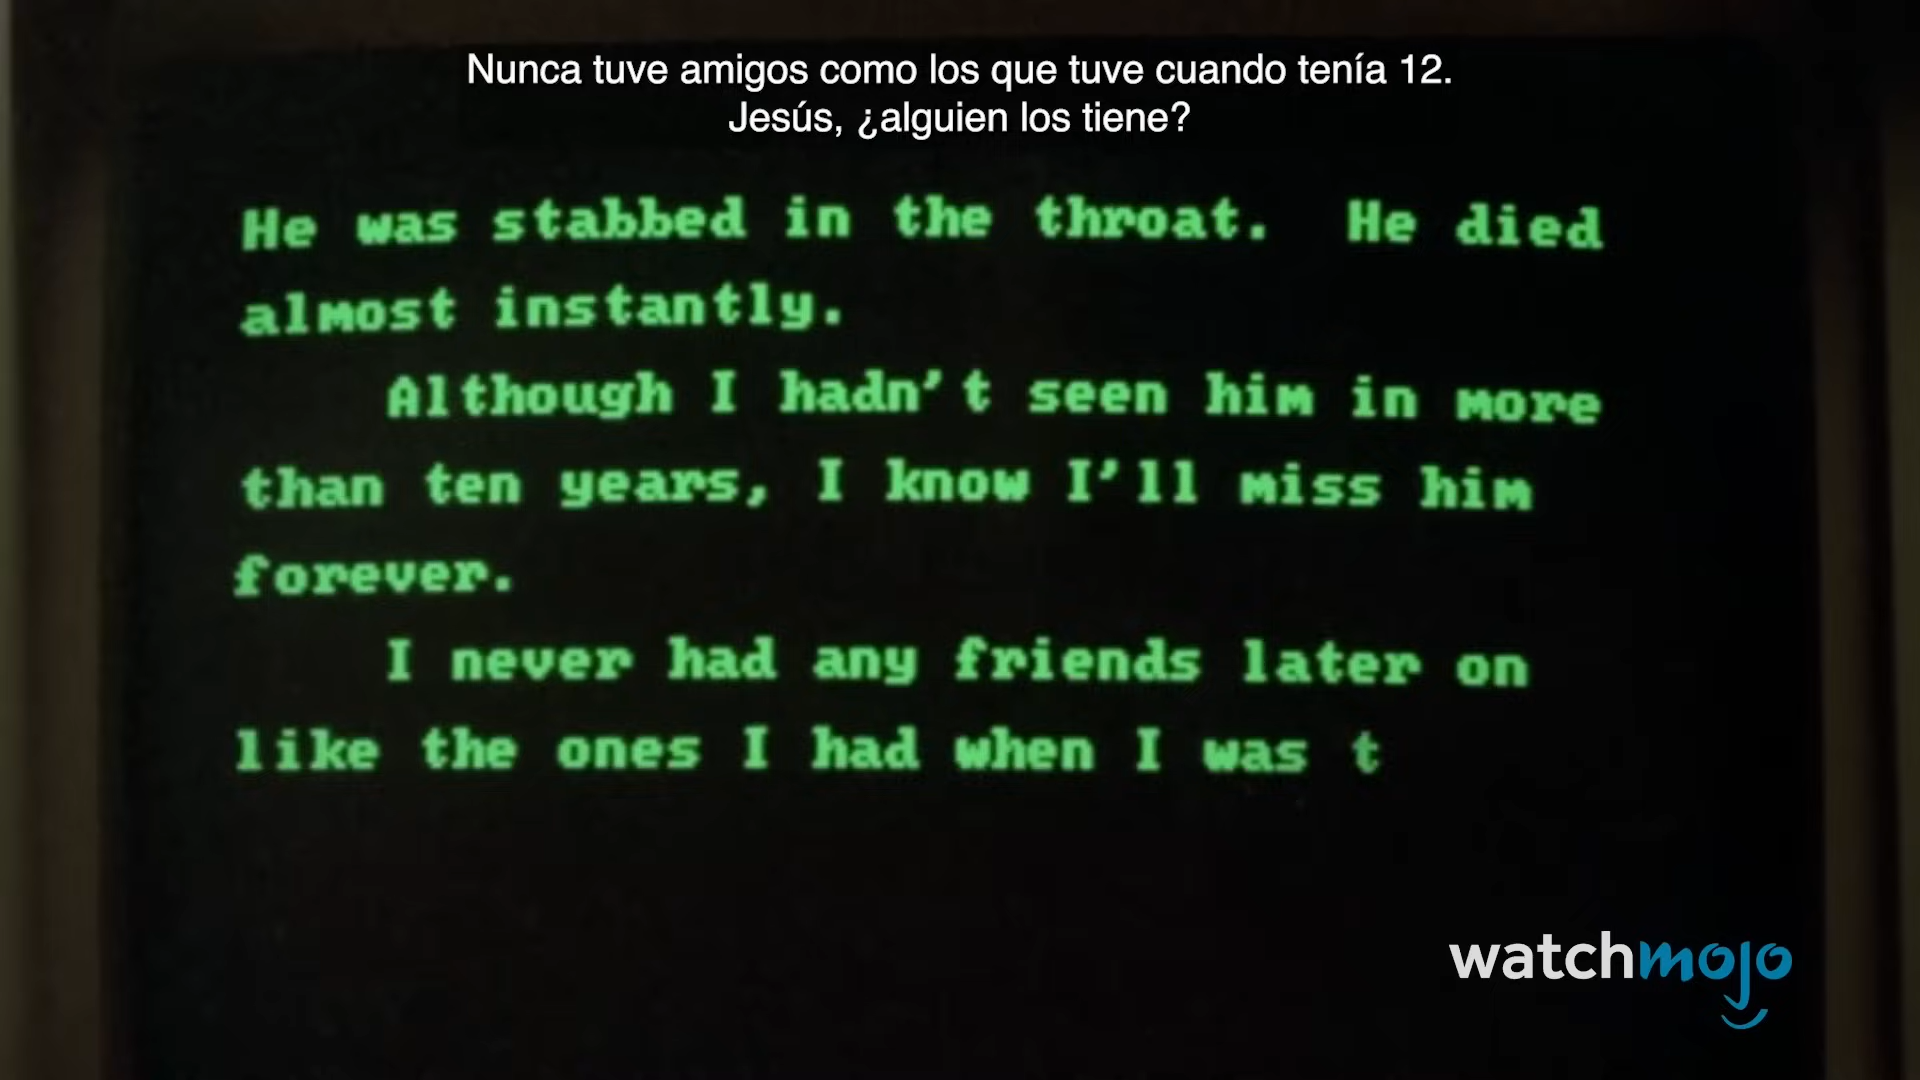 Nunca tuve amigos como los que tuve cuando tenía 12.
Jesús, ¿alguien los tiene?
He was stabbed in the throat.  He died
almost instantly.
Although I hadn't seen him in more
than ten years, I know I'll miss him
forever.
I never had any friends later on
like the ones I had when I was t
watchmojo